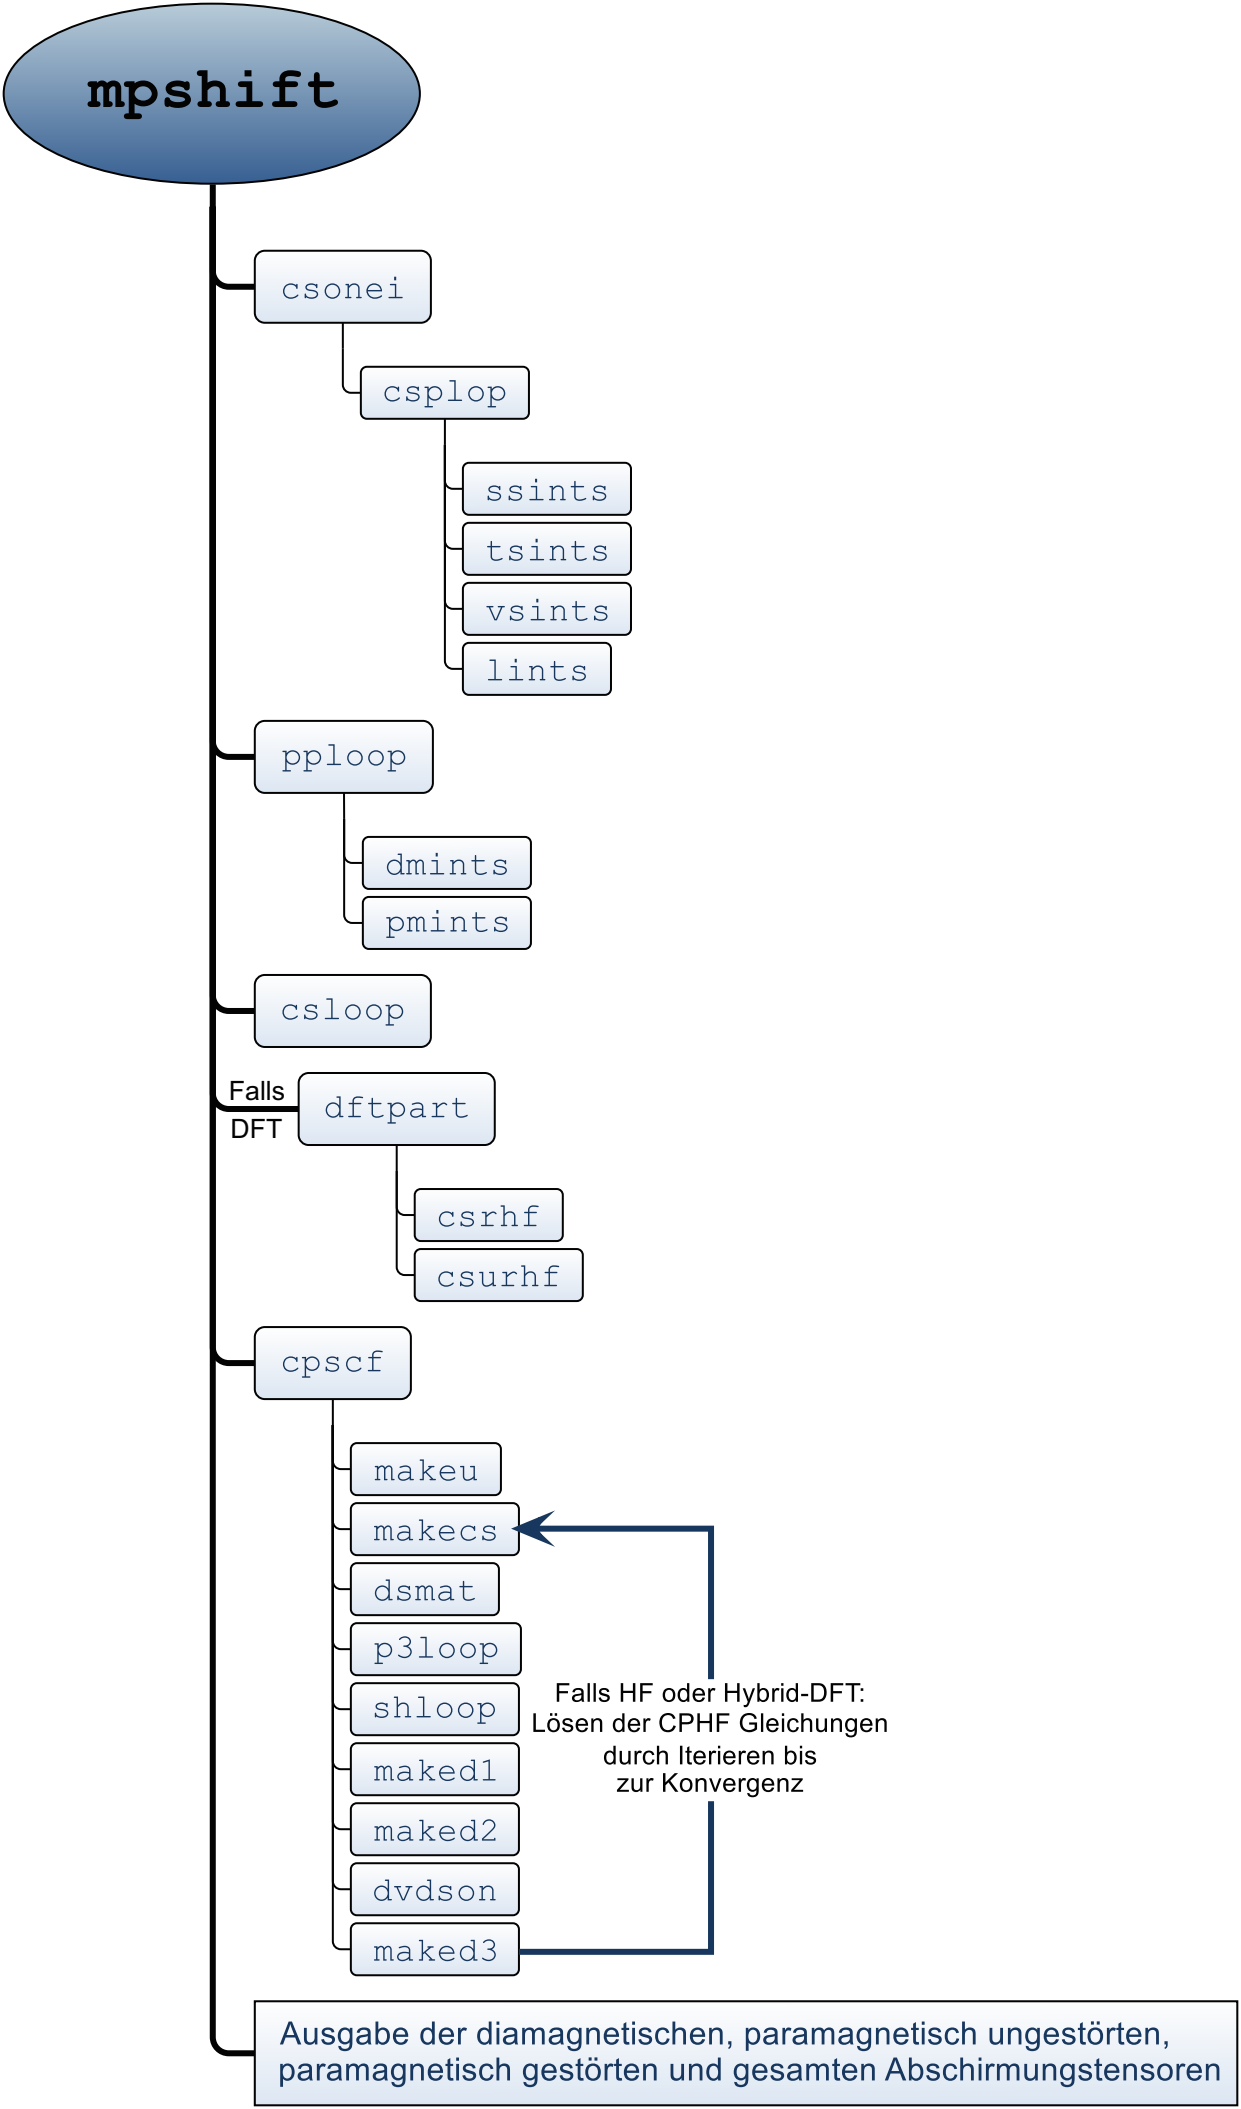 mpshift
csonei
csplop
ssints
tsints
vsints
lints
pploop
dmints
pmints
csloop
Falls
DFT
dftpart
csrhf
csurhf
cpscf
makeu
makecs
dsmat
p3loop
shloop
Falls HF oder Hybrid-DFT:
Lösen der CPHF Gleichungen
durch Iterieren bis
zur Konvergenz
maked1
maked2
dvdson
maked3
Ausgabe der diamagnetischen, paramagnetisch ungestörten,
paramagnetisch gestörten und gesamten Abschirmungstensoren